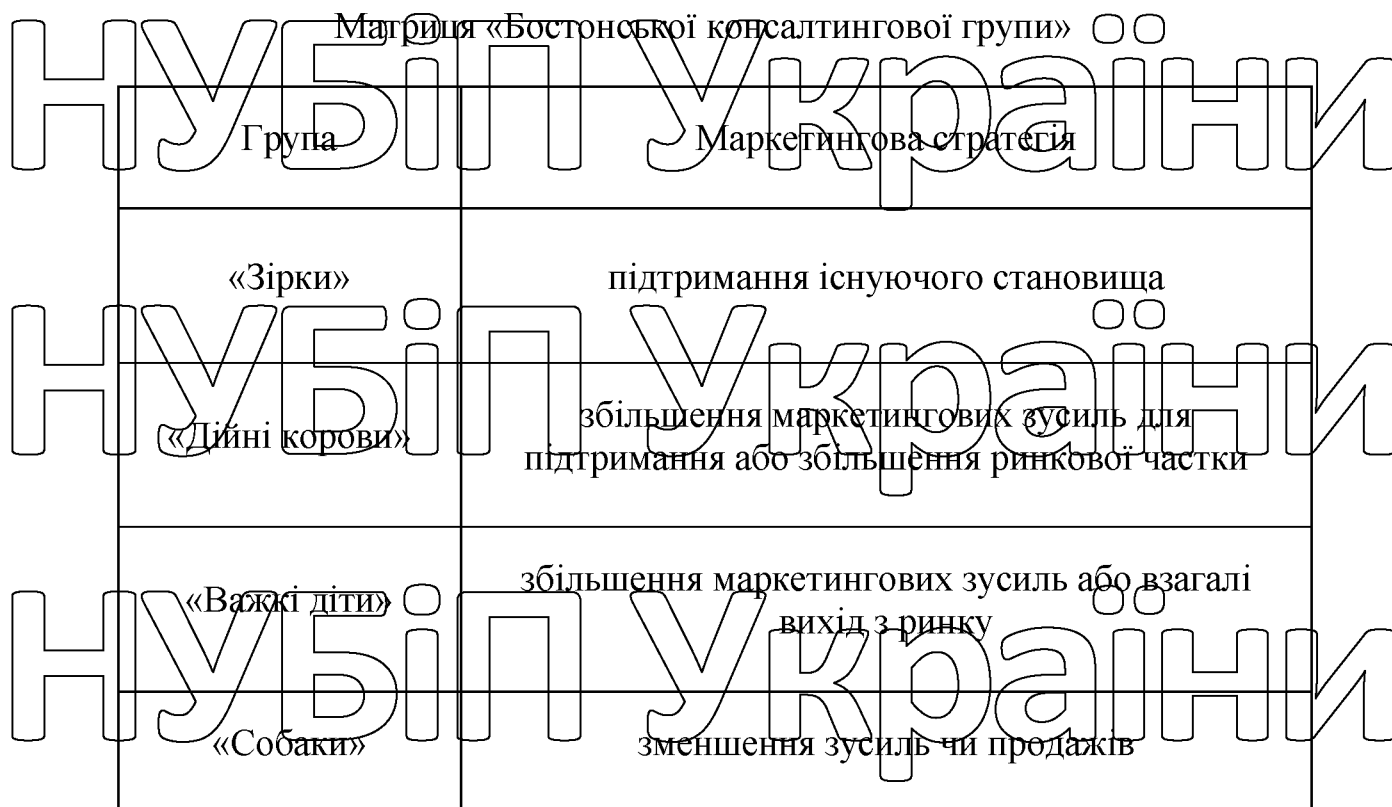 Матриця «Бостонської консалтингової групи»
НУБіП України
Група
Маркетингова стратегія
«Зірки»
підтримання існуючого становища
НУБіП України
«Дійні корови»
збільшення маркетингових зусиль для
підтримання або збільшення ринкової частки
«Важкі діти»
збільшення маркетингових зусиль або взагалі
вихід з ринку
НУБіП України
«Собаки»
зменшення зусиль чи продажів